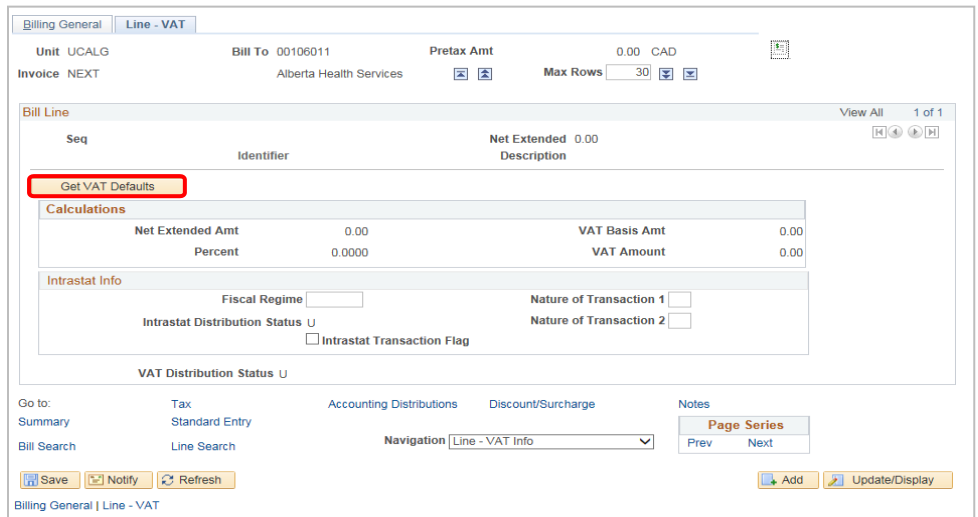 Billing General Line - VAT
Unit UCALG Bill To 00106011 Pretax Amt 0.00 CAD
Invoice NEXT Alberta Health Services Max Rows 30
Bill Line View All 1 of 1
Seq Net Extended 0.00
Identifier Description
Get VAT Defaults
Calculations
Net Extended Amt 0.00 VAT Basis Amt 0.00
Percent 0.0000 VAT Amount 0.00
Intrastat Info
Fiscal Regime Nature of Transaction 1
Intrastat Distribution Status U Nature of Transaction 2
Intrastat Transaction Flag
VAT Distribution Status U
Go to: Tax Accounting Distributions Discount/Surcharge Notes
Summary Standard Entry Page Series
Bill Search Line Search Navigation Line - VAT Info Prev Next
Save Notify Refresh Add Update/Display
Billing General | Line - VAT